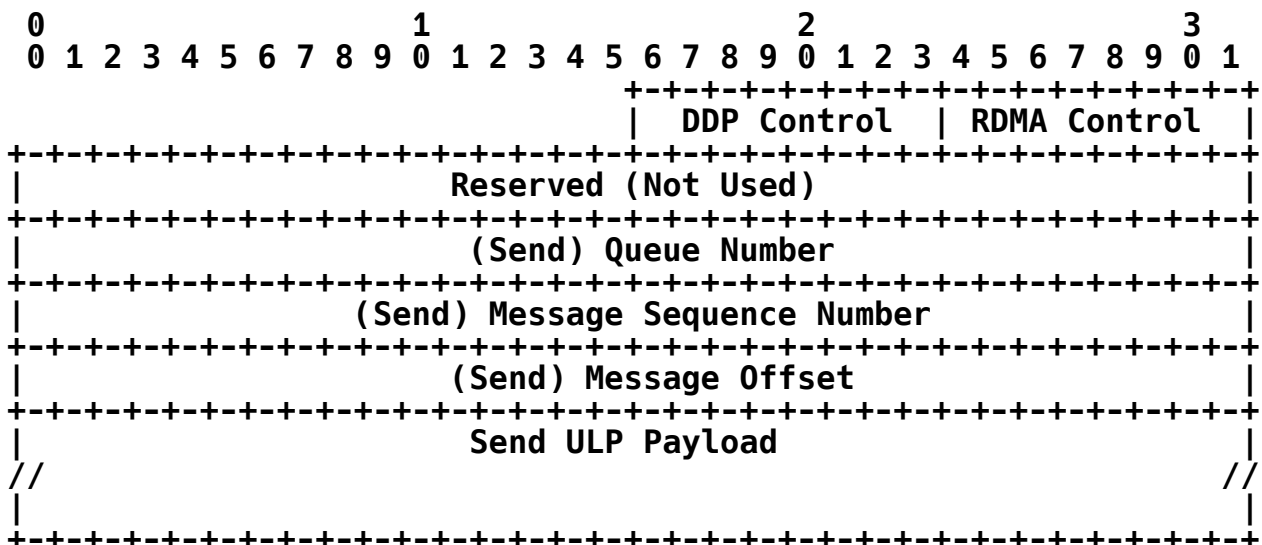 0                   1                   2                   3
0 1 2 3 4 5 6 7 8 9 0 1 2 3 4 5 6 7 8 9 0 1 2 3 4 5 6 7 8 9 0 1
+-+-+-+-+-+-+-+-+-+-+-+-+-+-+-+-+
| DDP Control | RDMA Control |
+-+-+-+-+-+-+-+-+-+-+-+-+-+-+-+-+-+-+-+-+-+-+-+-+-+-+-+-+-+-+-+-+
| Reserved (Not Used) |
+-+-+-+-+-+-+-+-+-+-+-+-+-+-+-+-+-+-+-+-+-+-+-+-+-+-+-+-+-+-+-+-+
| (Send) Queue Number |
+-+-+-+-+-+-+-+-+-+-+-+-+-+-+-+-+-+-+-+-+-+-+-+-+-+-+-+-+-+-+-+-+
| (Send) Message Sequence Number |
+-+-+-+-+-+-+-+-+-+-+-+-+-+-+-+-+-+-+-+-+-+-+-+-+-+-+-+-+-+-+-+-+
| (Send) Message Offset |
+-+-+-+-+-+-+-+-+-+-+-+-+-+-+-+-+-+-+-+-+-+-+-+-+-+-+-+-+-+-+-+-+
| Send ULP Payload |
// //
| |
+-+-+-+-+-+-+-+-+-+-+-+-+-+-+-+-+-+-+-+-+-+-+-+-+-+-+-+-+-+-+-+-+